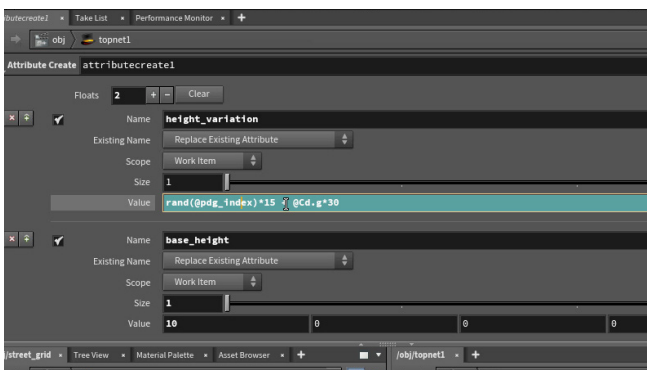 ibutecreate1 × Take List × Performance Monitor × +
obj topnet1
Attribute Create attributecreate1
Floats 2 + − Clear
Name height_variation
Existing Name Replace Existing Attribute
Scope Work Item
Size 1
Value rand(@pdg_index)*15 @Cd.g*30
Name base_height
Existing Name Replace Existing Attribute
Scope Work Item
Size 1
Value 10 0 0 0
j/street_grid × Tree View × Material Palette × Asset Browser × + /obj/topnet1 × +